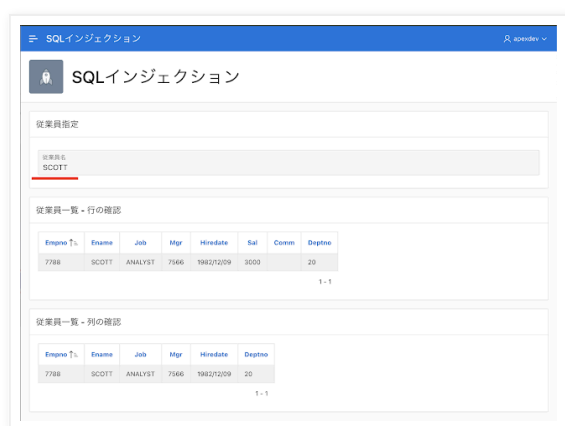 SQLインジェクション
apexdev
SQLインジェクション
従業員指定
従業員名
SCOTT
従業員一覧 - 行の確認
Empno Ename Job Mgr Hiredate Sal Comm Deptno
7788 SCOTT ANALYST 7566 1982/12/09 3000 20
1 - 1
従業員一覧 - 列の確認
Empno Ename Job Mgr Hiredate Deptno
7788 SCOTT ANALYST 7566 1982/12/09 20
1 - 1